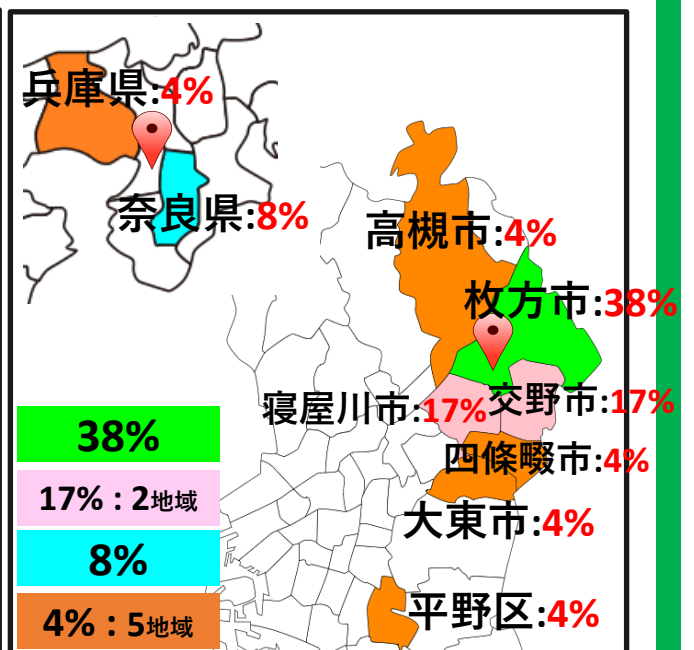 兵庫県:4%
奈良県:8%
高槻市:4%
枚方市:38%
寝屋川市:17%
交野市:17%
四條畷市:4%
大東市:4%
平野区:4%
38%
17% : 2地域
8%
4% : 5地域